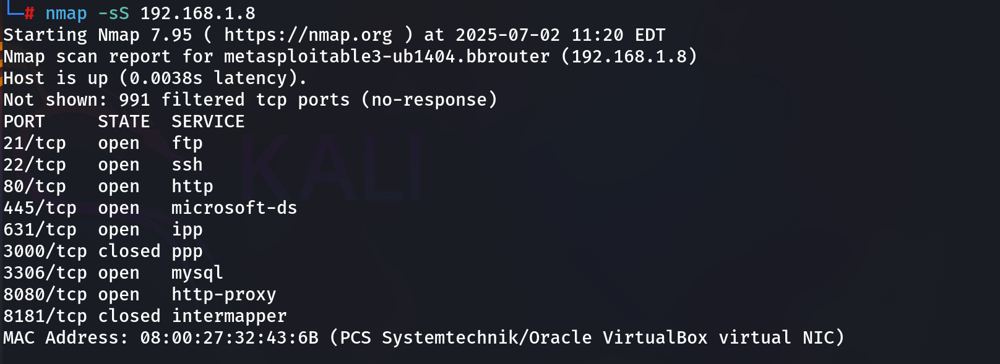 └─# nmap -sS 192.168.1.8
Starting Nmap 7.95 ( https://nmap.org ) at 2025-07-02 11:20 EDT
Nmap scan report for metasploitable3-ub1404.bbrouter (192.168.1.8)
Host is up (0.0038s latency).
Not shown: 991 filtered tcp ports (no-response)
PORT     STATE  SERVICE
21/tcp   open   ftp
22/tcp   open   ssh
80/tcp   open   http
445/tcp  open   microsoft-ds
631/tcp  open   ipp
3000/tcp closed ppp
3306/tcp open   mysql
8080/tcp open   http-proxy
8181/tcp closed intermapper
MAC Address: 08:00:27:32:43:6B (PCS Systemtechnik/Oracle VirtualBox virtual NIC)
KALI